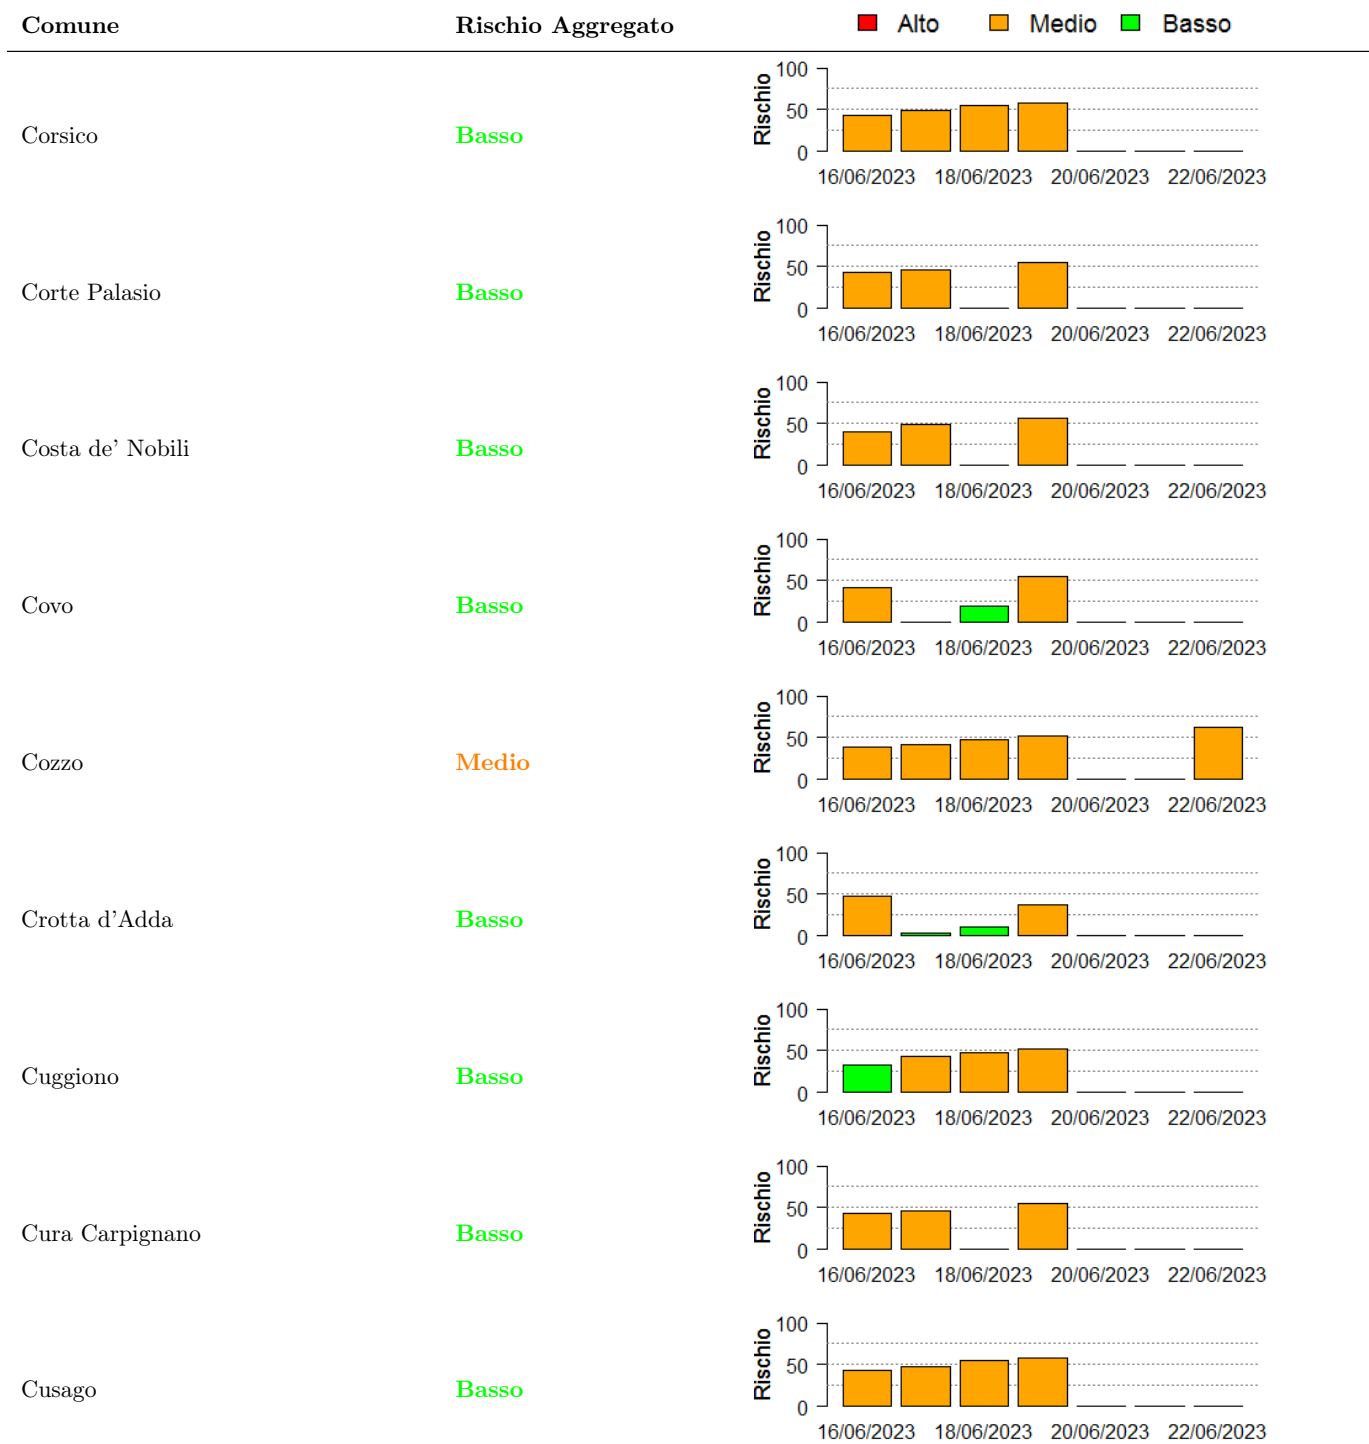 Comune Rischio Aggregato Alto Medio Basso
100
50
0
Rischio
Corsico Basso
16/06/2023 18/06/2023 20/06/2023 22/06/2023
100
50
0
Rischio
Corte Palasio Basso
16/06/2023 18/06/2023 20/06/2023 22/06/2023
100
50
0
Rischio
Costa de' Nobili Basso
16/06/2023 18/06/2023 20/06/2023 22/06/2023
100
50
0
Rischio
Covo Basso
16/06/2023 18/06/2023 20/06/2023 22/06/2023
100
50
0
Rischio
Cozzo Medio
16/06/2023 18/06/2023 20/06/2023 22/06/2023
100
50
0
Rischio
Crotta d'Adda Basso
16/06/2023 18/06/2023 20/06/2023 22/06/2023
100
50
0
Rischio
Cuggiono Basso
16/06/2023 18/06/2023 20/06/2023 22/06/2023
100
50
0
Rischio
Cura Carpignano Basso
16/06/2023 18/06/2023 20/06/2023 22/06/2023
100
50
0
Rischio
Cusago Basso
16/06/2023 18/06/2023 20/06/2023 22/06/2023